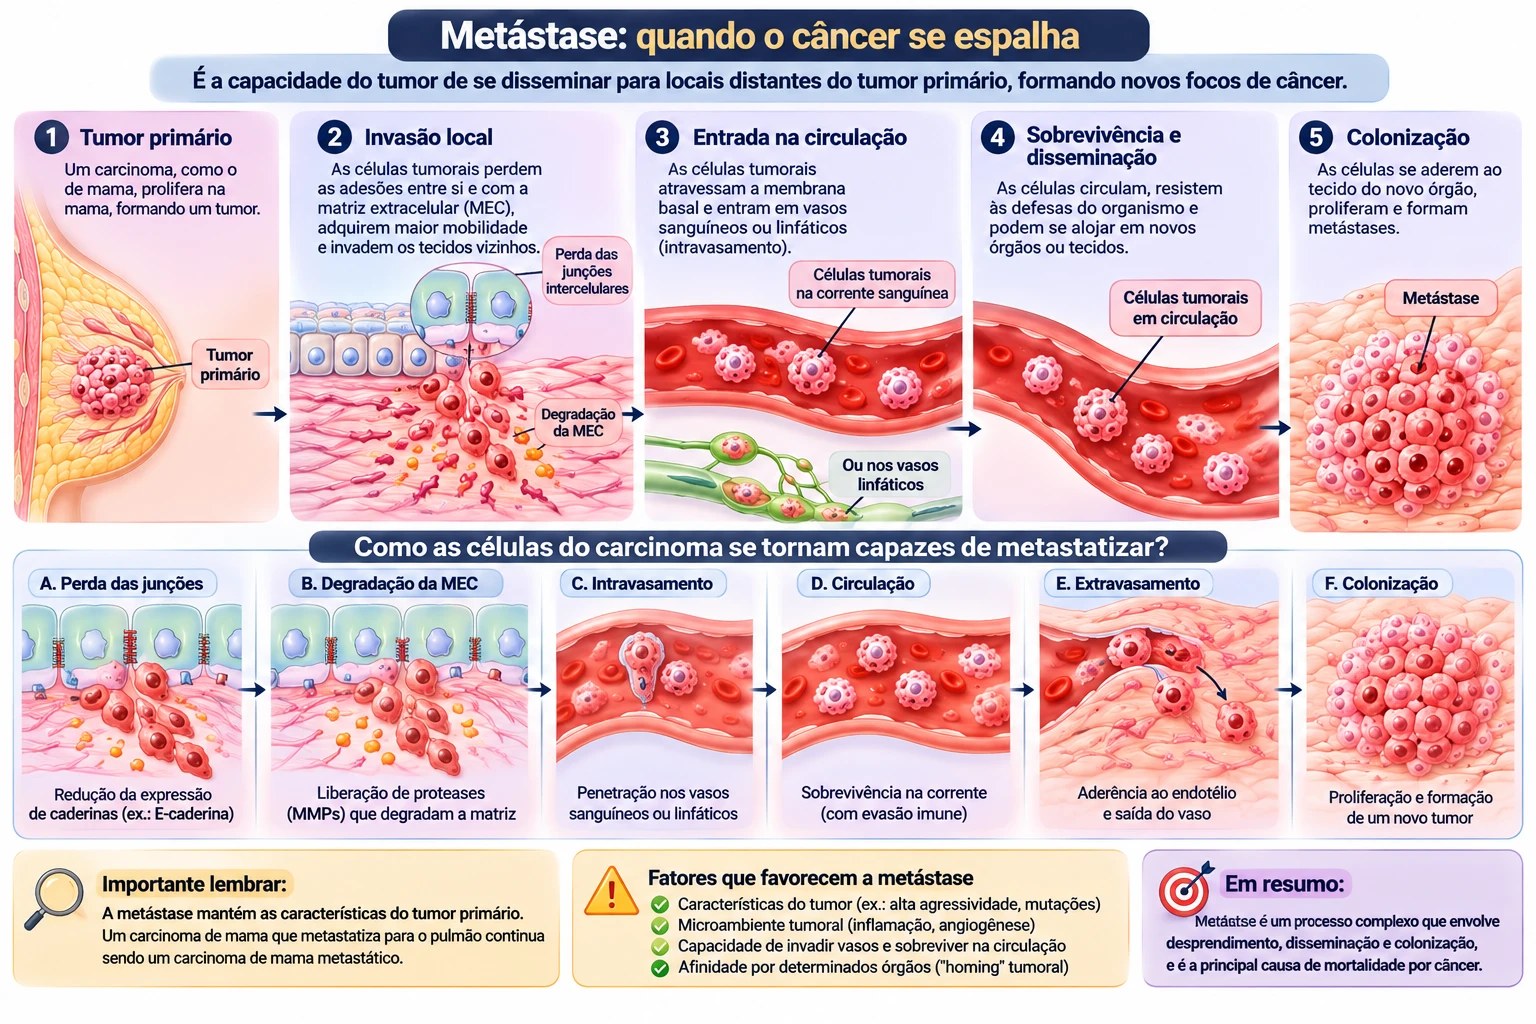 Metástase: quando o câncer se espalha
É a capacidade do tumor de se disseminar para locais distantes do tumor primário, formando novos focos de câncer.
1 Tumor primário
Um carcinoma, como o
de mama, prolifera na
mama, formando um tumor.
Tumor
primário
2 Invasão local
As células tumorais perdem
as adesões entre si e com a
matriz extracelular (MEC),
adquirem maior mobilidade
e invadem os tecidos vizinhos.
Perda das
junções
intercelulares
Degradação
da MEC
3 Entrada na circulação
As células tumorais
atravessam a membrana
basal e entram em vasos
sanguíneos ou linfáticos
(intravasamento).
Células tumorais
na corrente sanguínea
Ou nos vasos
linfáticos
4 Sobrevivência e
disseminação
As células circulam, resistem
às defesas do organismo e
podem se alojar em novos
órgãos ou tecidos.
Células tumorais
em circulação
5 Colonização
As células se aderem ao
tecido do novo órgão,
proliferam e formam
metástases.
Metástase
Como as células do carcinoma se tornam capazes de metastatizar?
A. Perda das junções
Redução da expressão
de caderinas (ex.: E-caderina)
B. Degradação da MEC
Liberação de proteases
(MMPs) que degradam a matriz
C. Intravasamento
Penetração nos vasos
sanguíneos ou linfáticos
D. Circulação
Sobrevivência na corrente
(com evasão imune)
E. Extravasamento
Aderência ao endotélio
e saída do vaso
F. Colonização
Proliferação e formação
de um novo tumor
Importante lembrar:
A metástase mantém as características do tumor primário.
Um carcinoma de mama que metastatiza para o pulmão continua
sendo um carcinoma de mama metastático.
Fatores que favorecem a metástase
Características do tumor (ex.: alta agressividade, mutações)
Microambiente tumoral (inflamação, angiogênese)
Capacidade de invadir vasos e sobreviver na circulação
Afinidade por determinados órgãos ("homing" tumoral)
Em resumo:
Metástse é um processo complexo que envolve
desprendimento, disseminação e colonização,
e é a principal causa de mortalidade por câncer.